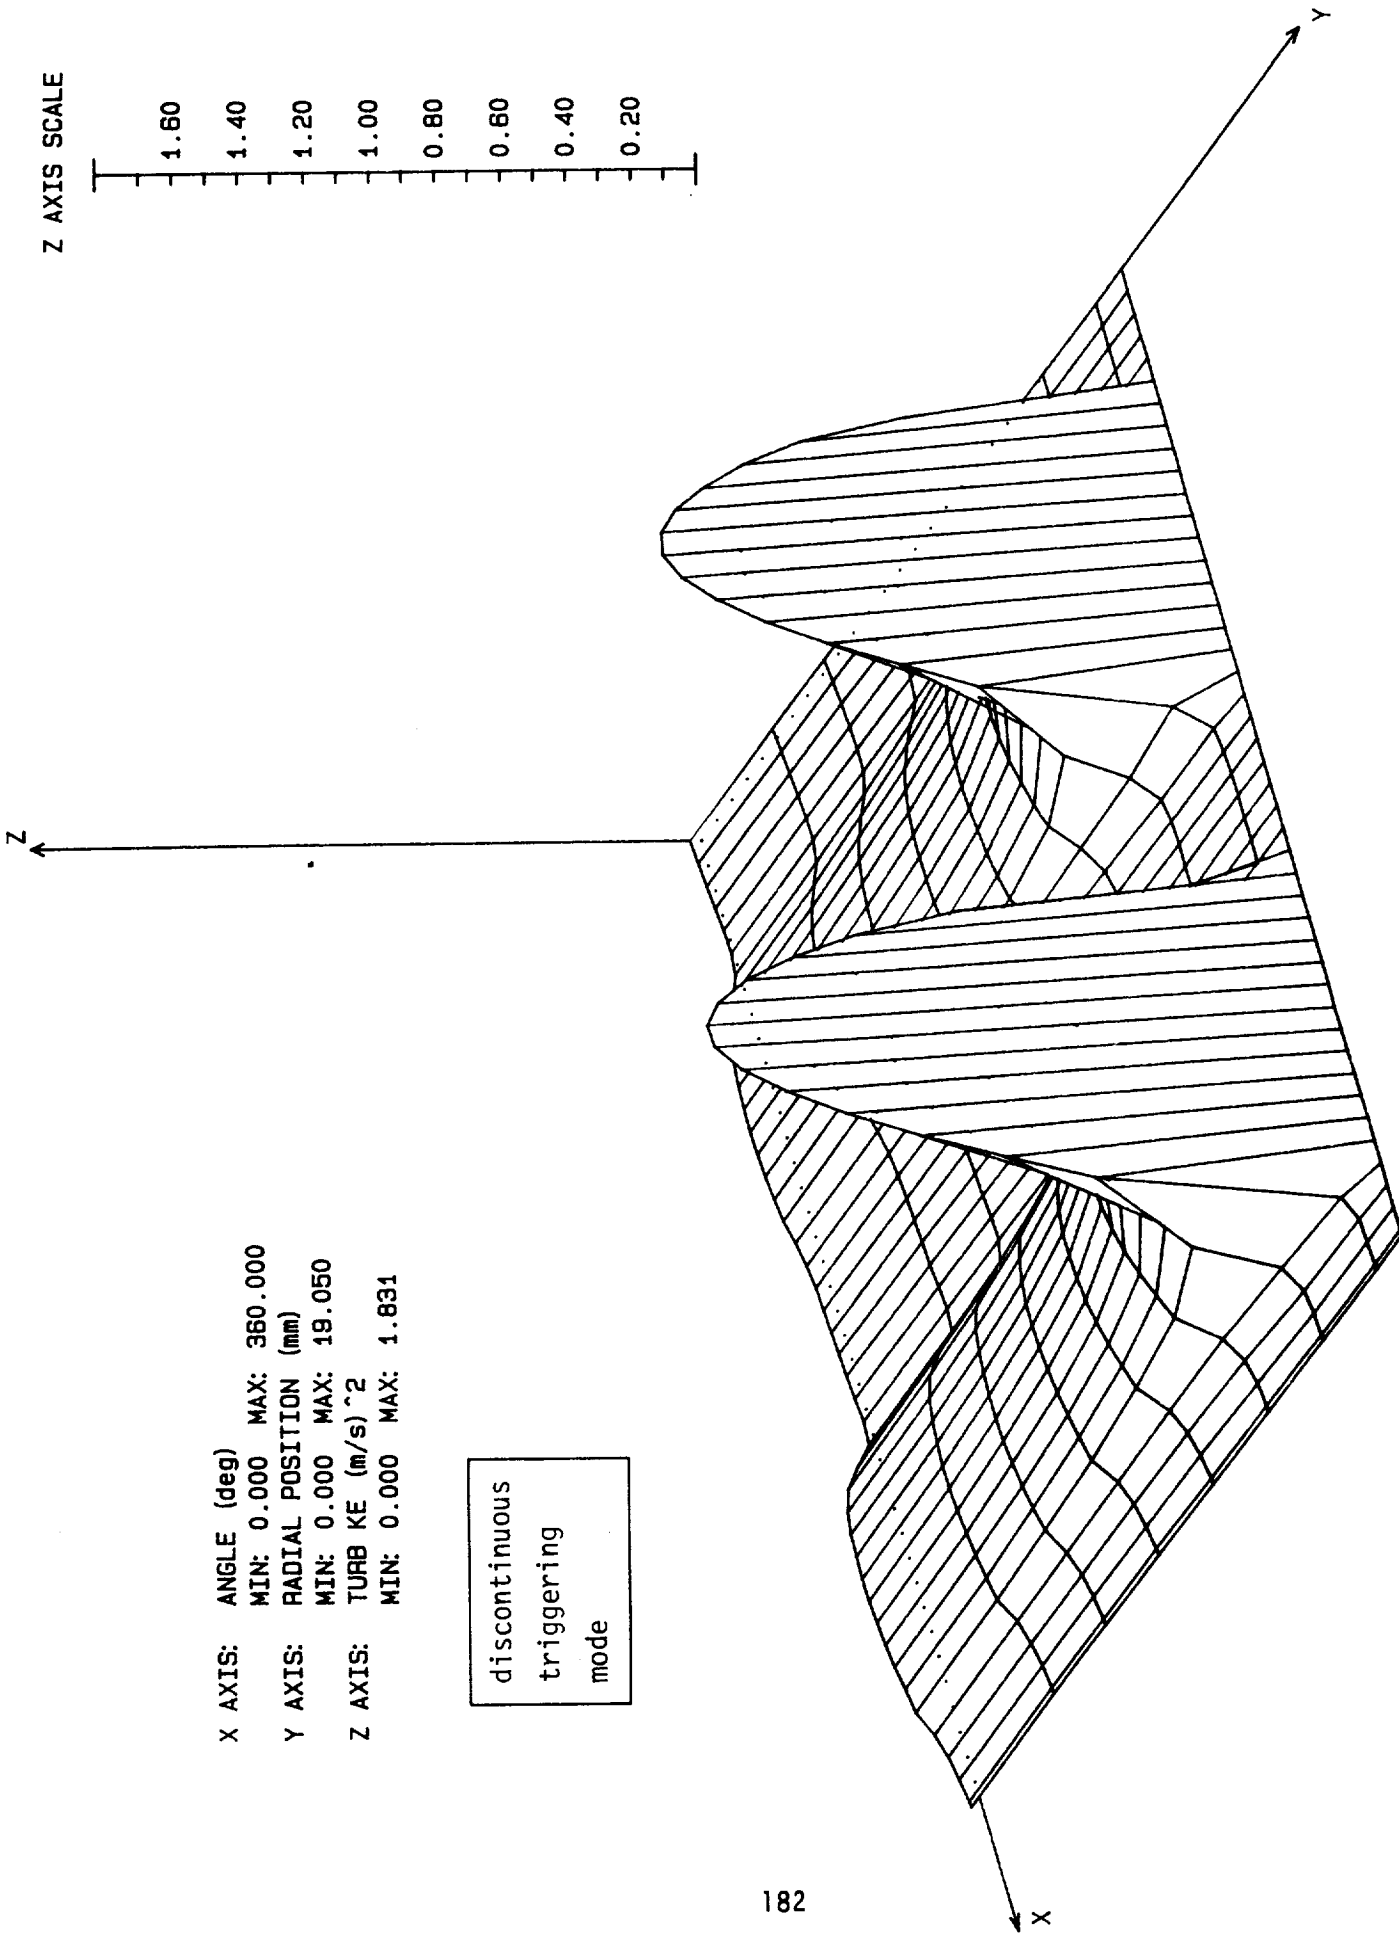 X AXIS: ANGLE (deg)
MIN: 0.000 MAX: 360.000
Y AXIS: RADIAL POSITION (mm)
MIN: 0.000 MAX: 19.050
Z AXIS: TURB KE (m/s)^2
MIN: 0.000 MAX: 1.831
discontinuous
triggering
mode
Z AXIS SCALE
1.60
1.40
1.20
1.00
0.80
0.60
0.40
0.20
Z
Y
X
182